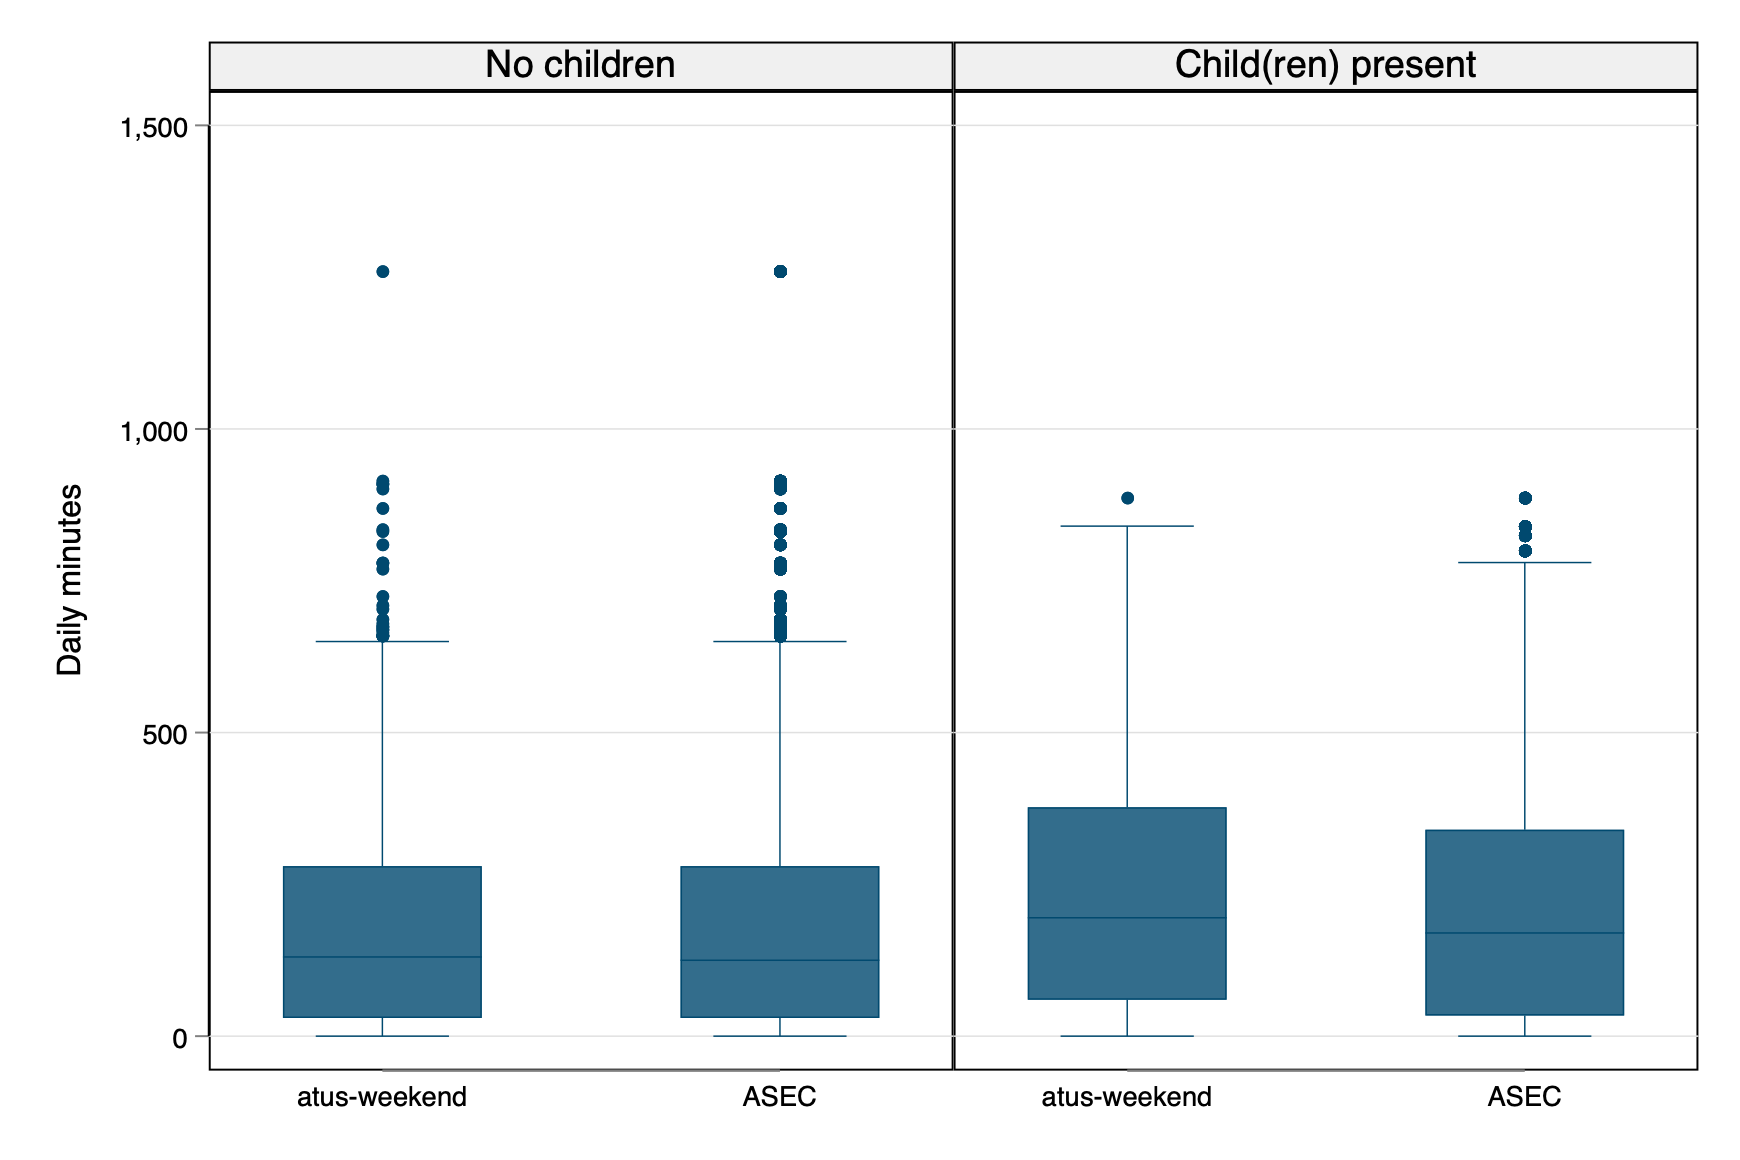 No children
Child(ren) present
1,500
1,000
500
0
Daily minutes
atus-weekend
ASEC
atus-weekend
ASEC